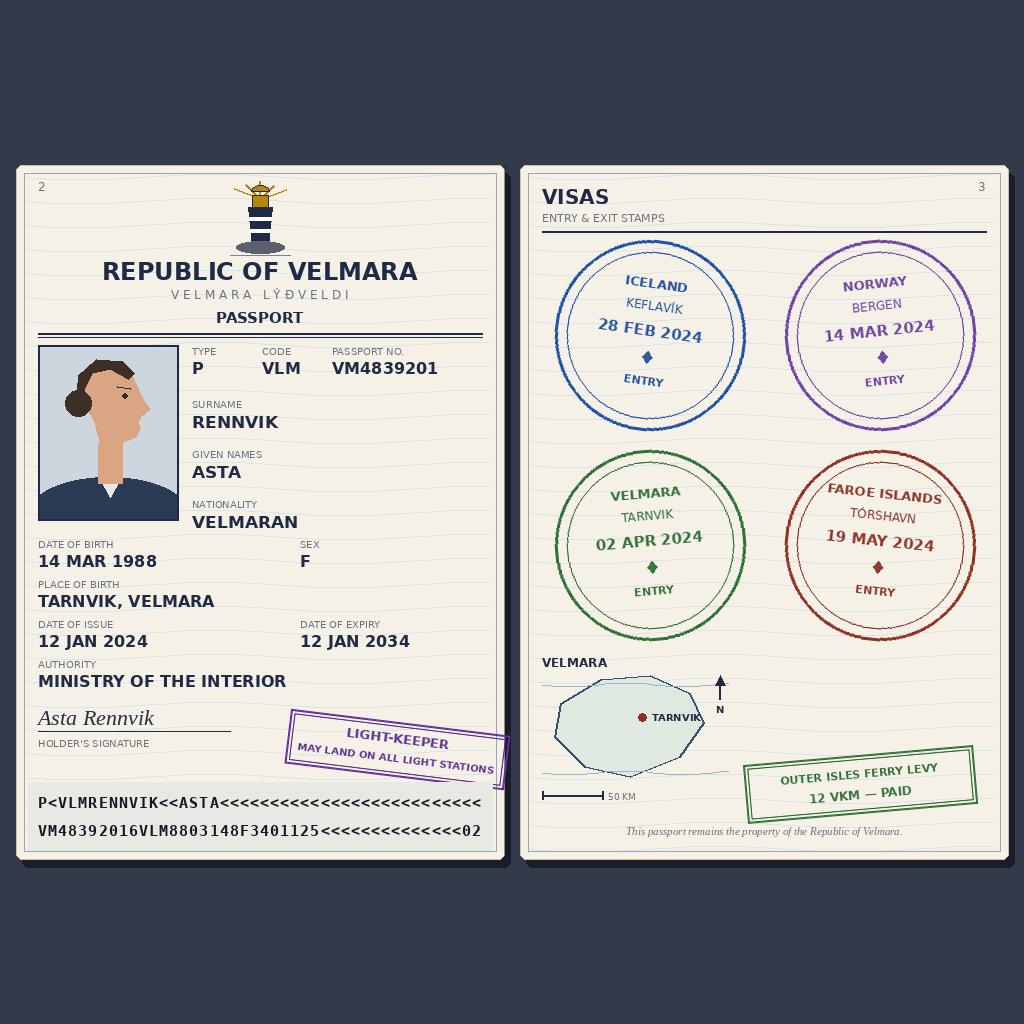 2
REPUBLIC OF VELMARA
VELMARA LÝÐVELDI
PASSPORT
TYPE CODE PASSPORT NO.
P VLM VM4839201
SURNAME
RENNVIK
GIVEN NAMES
ASTA
NATIONALITY
VELMARAN
DATE OF BIRTH SEX
14 MAR 1988 F
PLACE OF BIRTH
TARNVIK, VELMARA
DATE OF ISSUE DATE OF EXPIRY
12 JAN 2024 12 JAN 2034
AUTHORITY
MINISTRY OF THE INTERIOR
Asta Rennvik
HOLDER'S SIGNATURE
LIGHT-KEEPER
MAY LAND ON ALL LIGHT STATIONS
P<VLMRENNVIK<<ASTA<<<<<<<<<<<<<<<<<<<<<<<<<<
VM48392016VLM8803148F3401125<<<<<<<<<<<<<<02
3
VISAS
ENTRY & EXIT STAMPS
ICELAND
KEFLAVÍK
28 FEB 2024
ENTRY
NORWAY
BERGEN
14 MAR 2024
ENTRY
VELMARA
TARNVIK
02 APR 2024
ENTRY
FAROE ISLANDS
TÓRSHAVN
19 MAY 2024
ENTRY
VELMARA
TARNVIK
N
50 KM
OUTER ISLES FERRY LEVY
12 VKM — PAID
This passport remains the property of the Republic of Velmara.